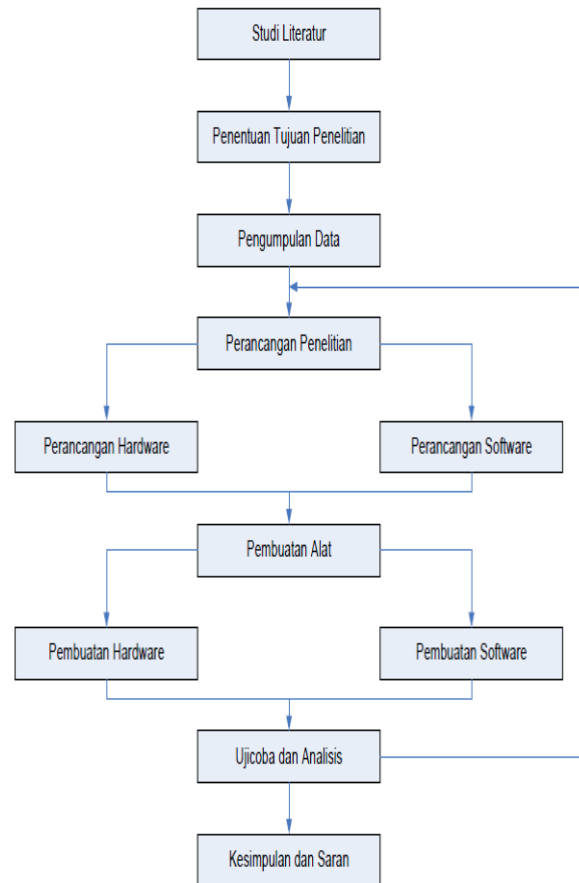 Studi Literatur
Penentuan Tujuan Penelitian
Pengumpulan Data
Perancangan Penelitian
Perancangan Hardware
Perancangan Software
Pembuatan Alat
Pembuatan Hardware
Pembuatan Software
Ujicoba dan Analisis
Kesimpulan dan Saran